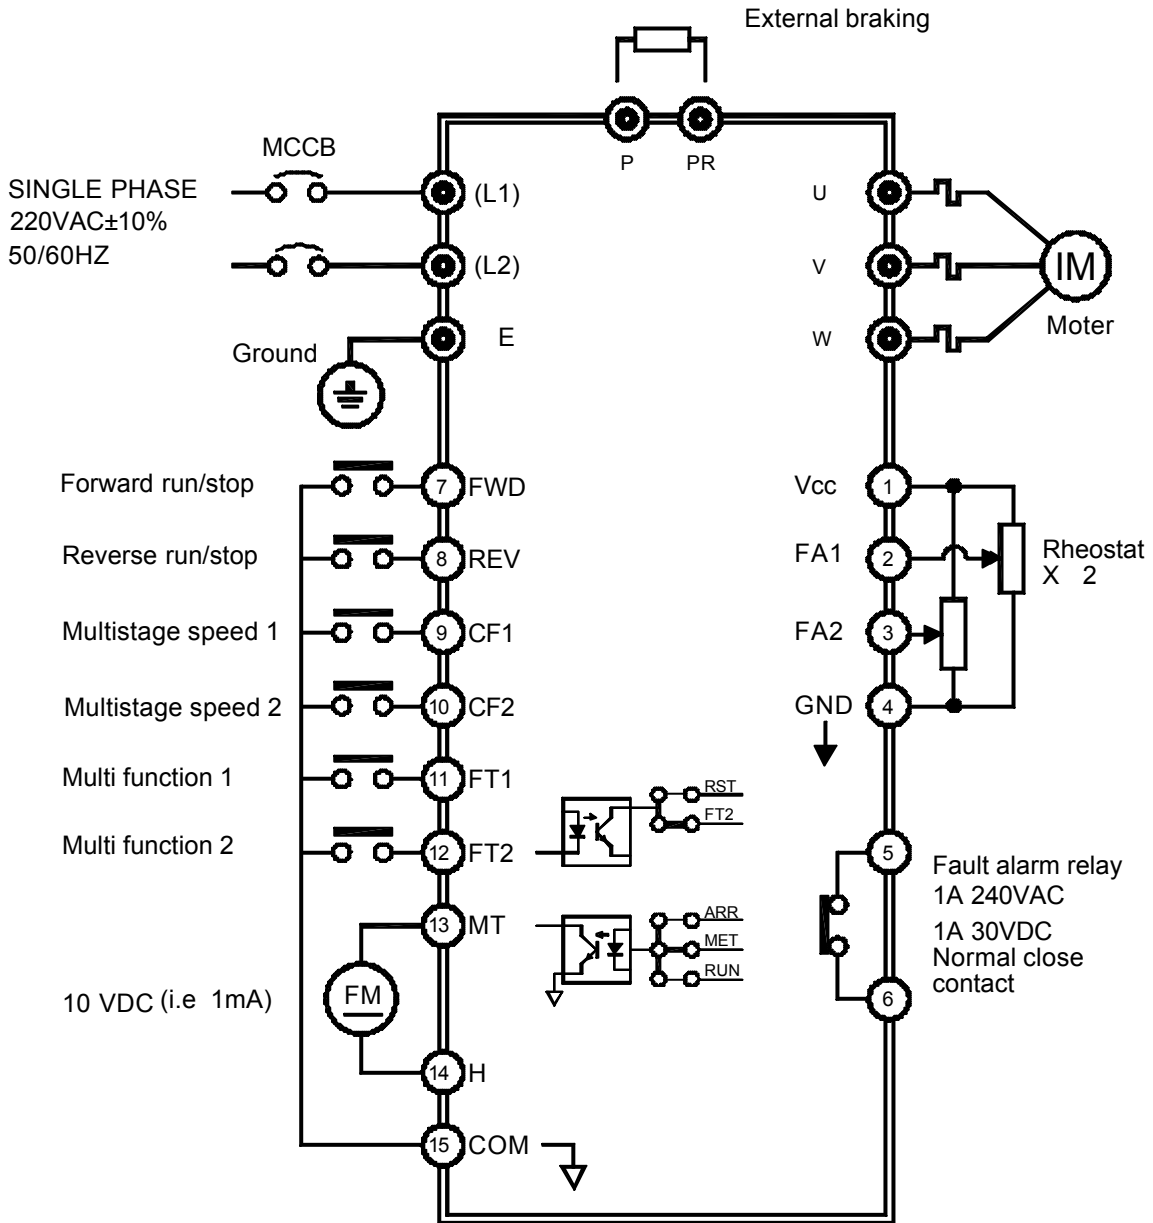 External braking
P
PR
MCCB
SINGLE PHASE
220VAC±10%
50/60HZ
(L1)
(L2)
E
Ground
U
V
W
IM
Moter
Forward run/stop
7
FWD
Reverse run/stop
8
REV
Multistage speed 1
9
CF1
Multistage speed 2
10
CF2
Multi function 1
11
FT1
Multi function 2
12
FT2
13
MT
10 VDC (i.e 1mA)
FM
14
H
15
COM
RST
FT2
ARR
MET
RUN
Vcc
1
FA1
2
FA2
3
GND
4
Rheostat
X 2
5
6
Fault alarm relay
1A 240VAC
1A 30VDC
Normal close
contact